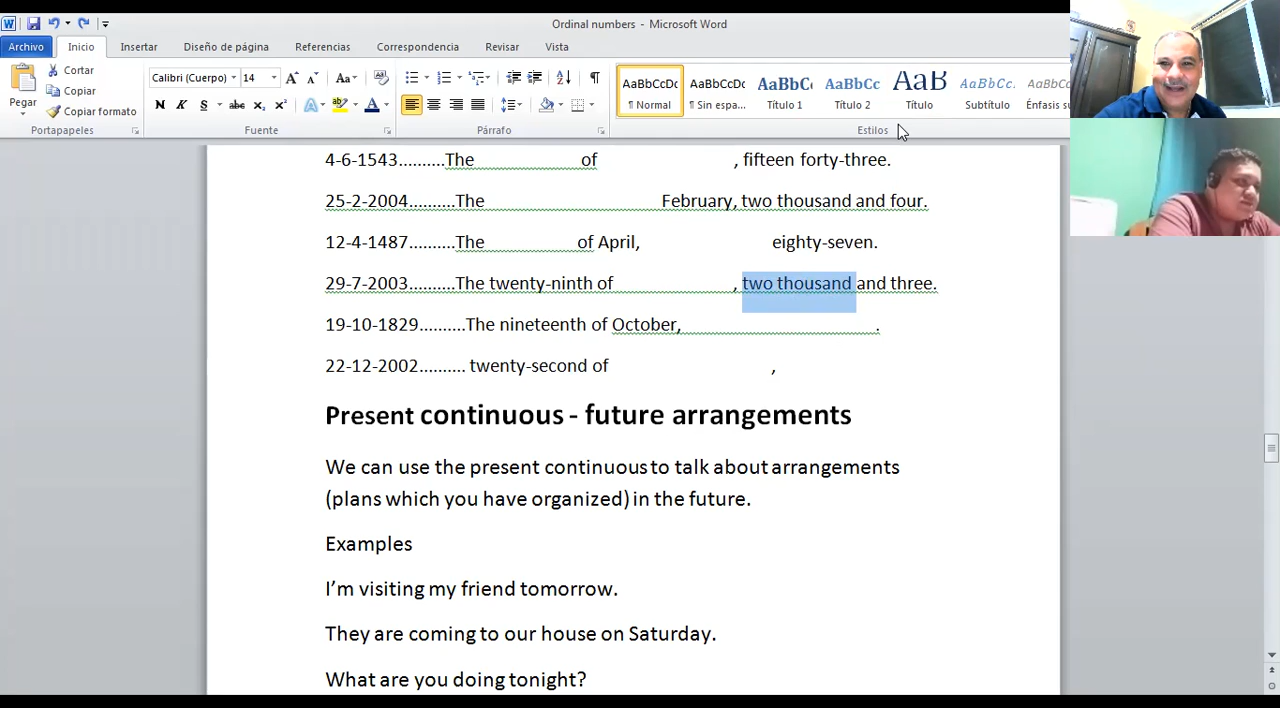 Ordinal numbers - Microsoft Word
Archivo Inicio Insertar Diseño de página Referencias Correspondencia Revisar Vista
Pegar Cortar Copiar Copiar formato
Calibri (Cuerpo) 14
AaBbCcDc AaBbCcDc AaBbC AaBbCc AaB AaBbCc. AaBbCc
¶ Normal ¶ Sin espa... Título 1 Título 2 Título Subtítulo Énfasis su
Portapapeles Fuente Párrafo Estilos
4-6-1543..........The of , fifteen forty-three.
25-2-2004..........The February, two thousand and four.
12-4-1487..........The of April, eighty-seven.
29-7-2003..........The twenty-ninth of , two thousand and three.
19-10-1829..........The nineteenth of October, .
22-12-2002.......... twenty-second of ,
Present continuous - future arrangements
We can use the present continuous to talk about arrangements
(plans which you have organized) in the future.
Examples
I’m visiting my friend tomorrow.
They are coming to our house on Saturday.
What are you doing tonight?